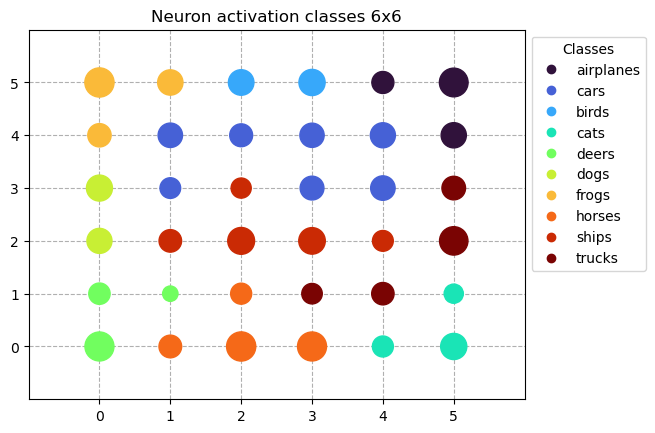 Neuron activation classes 6x6
5
4
3
2
1
0
0 1 2 3 4 5
Classes
airplanes
cars
birds
cats
deers
dogs
frogs
horses
ships
trucks